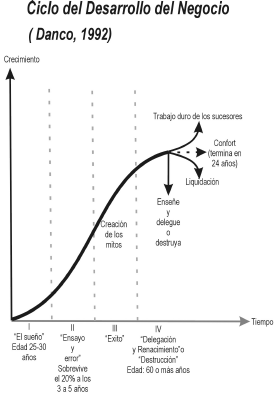 Ciclo del Desarrollo del Negocio
( Danco, 1992)
Crecimiento
Trabajo duro de los sucesores
Confort
(termina en
24 años)
Liquidación
Enseñe
y
delegue
o
destruya
Creación
de los
mitos
Tiempo
I
"El sueño"
Edad 25-30
años
II
"Ensayo
y
error"
Sobrevive
el 20% a los
3 a 5 años
III
"Exito"
IV
"Delegación
y Renacimiento"o
"Destrucción"
Edad: 60 o más años